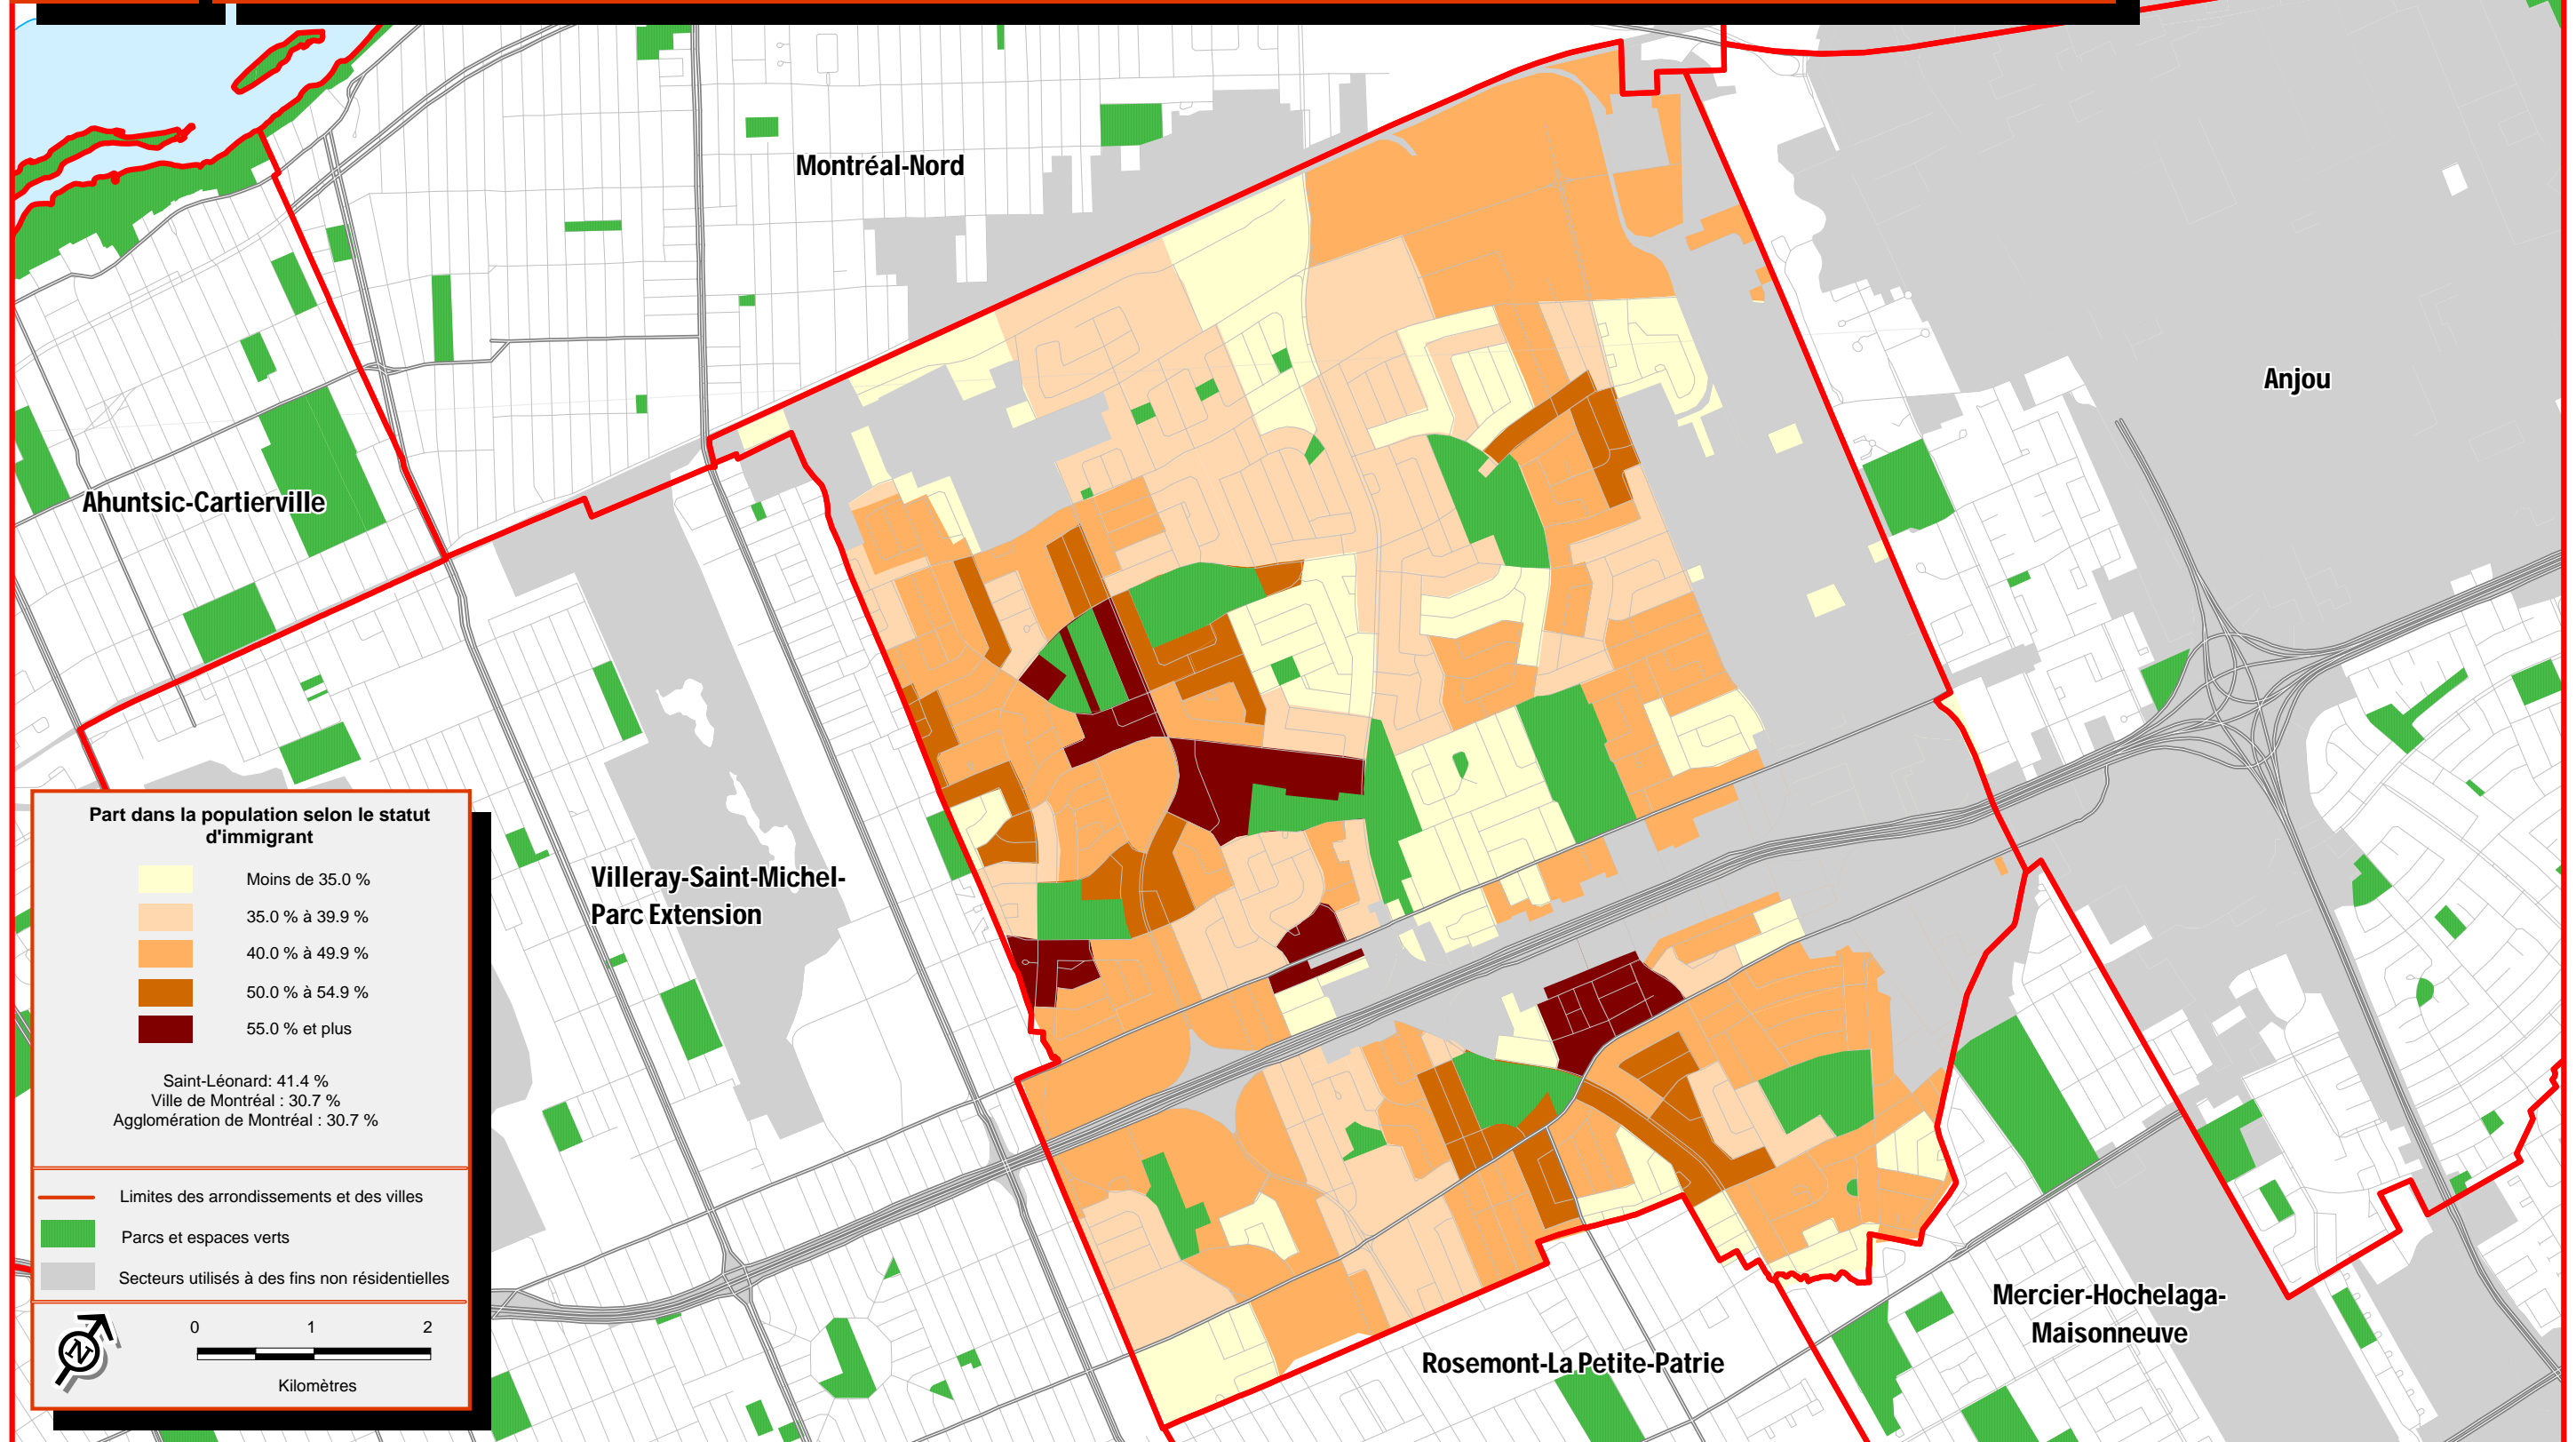 Montréal-Nord
Anjou
Ahuntsic-Cartierville
Villeray-Saint-Michel-
Parc Extension
Part dans la population selon le statut
d'immigrant
Moins de 35.0 %
35.0 % à 39.9 %
40.0 % à 49.9 %
50.0 % à 54.9 %
55.0 % et plus
Saint-Léonard: 41.4 %
Ville de Montréal : 30.7 %
Agglomération de Montréal : 30.7 %
Limites des arrondissements et des villes
Parcs et espaces verts
Secteurs utilisés à des fins non résidentielles
N
0 1 2
Kilomètres
Mercier-Hochelaga-
Maisonneuve
Rosemont-La Petite-Patrie